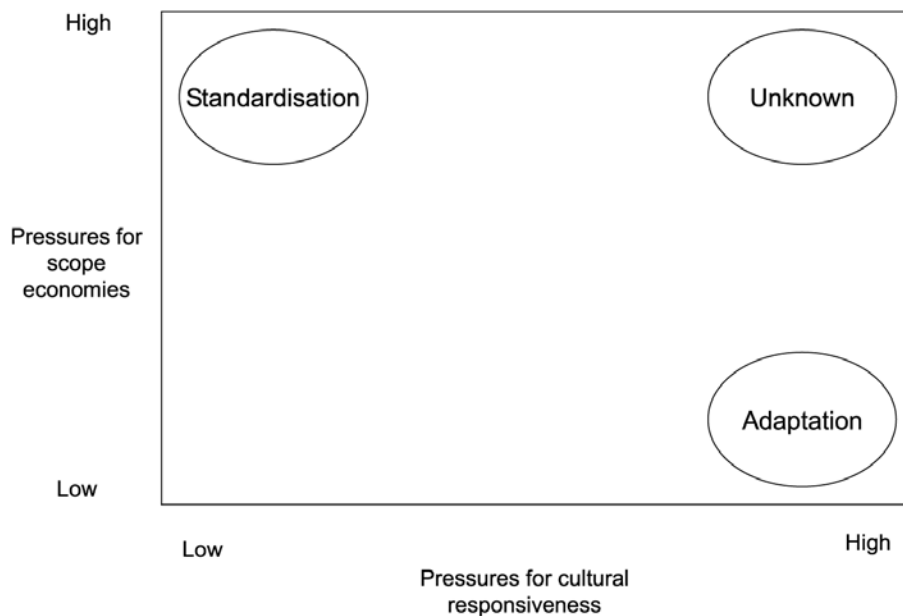 High
Standardisation
Unknown
Pressures for
scope
economies
Adaptation
Low
Low
High
Pressures for cultural
responsiveness